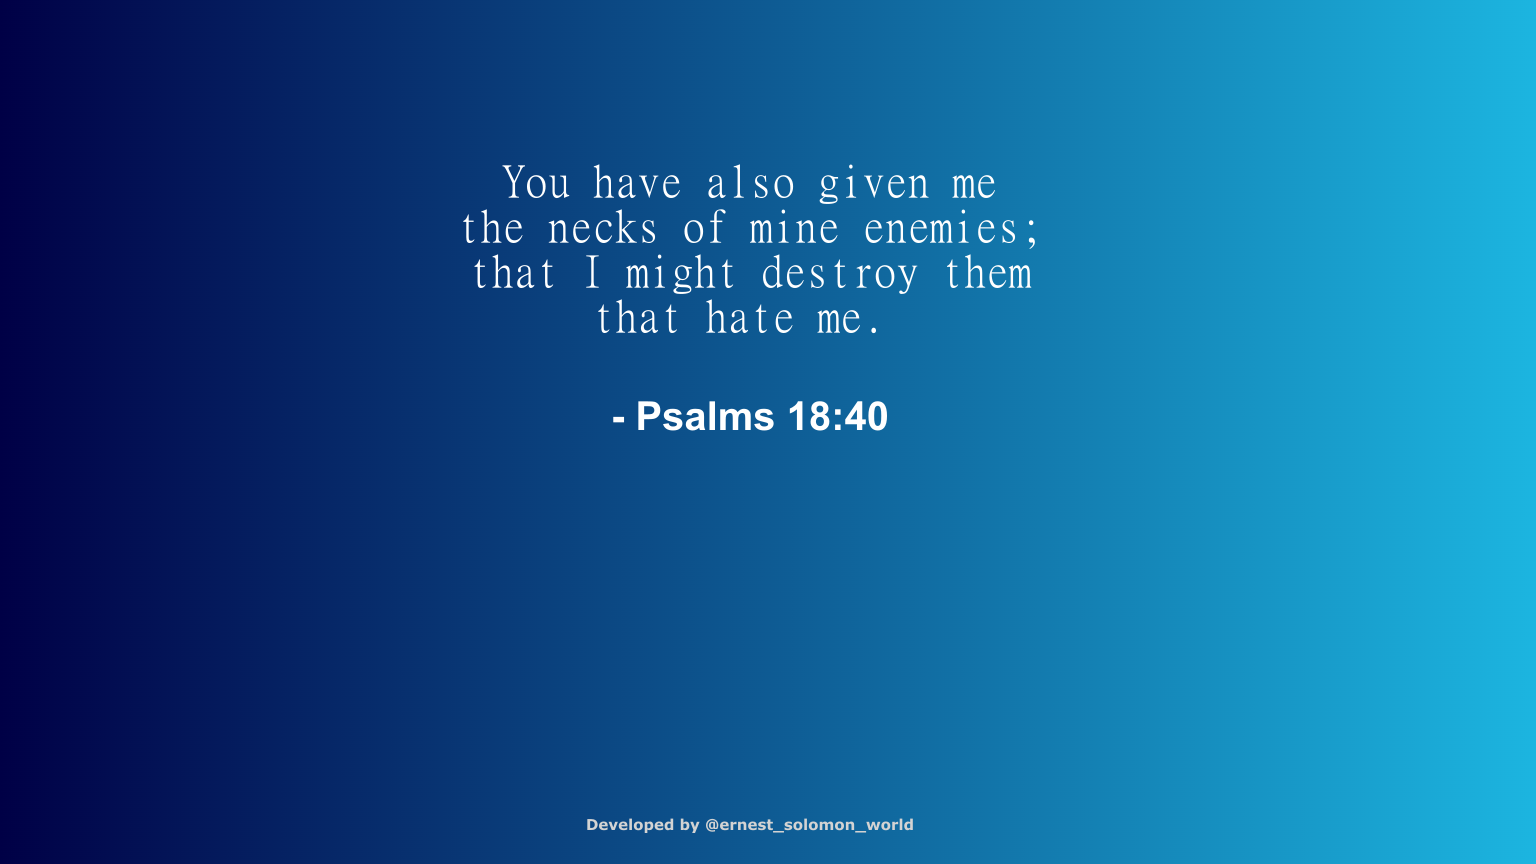 You have also given me
the necks of mine enemies;
that I might destroy them
that hate me.
- Psalms 18:40
Developed by @ernest_solomon_world